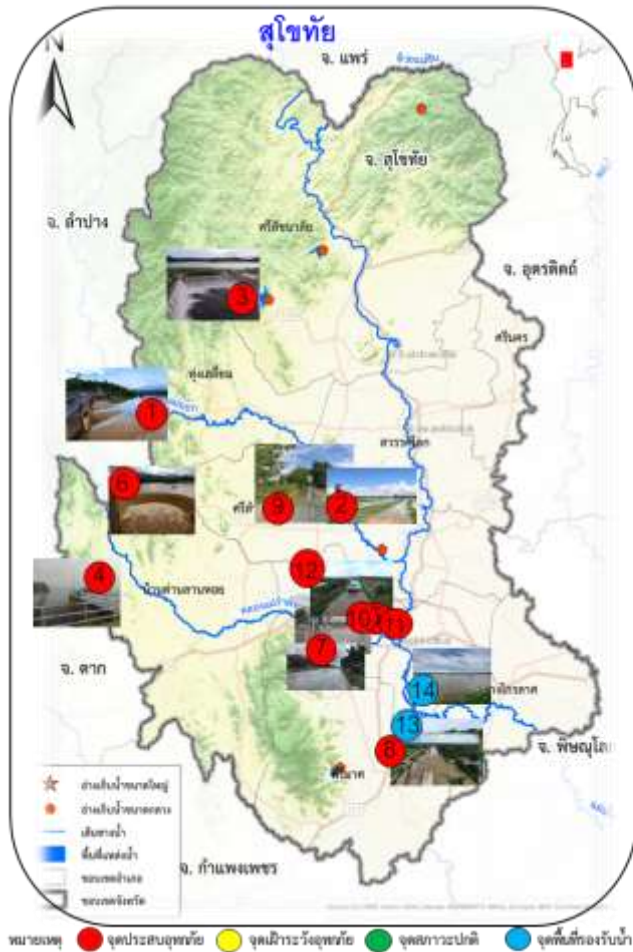 สุโขทัย
N
จ. แพร่
จ. สุโขทัย
จ. ลำปาง
ศรีสัชนาลัย
จ. อุตรดิตถ์
ศรีนคร
3
ทุ่งเสลี่ยม
1
สวรรคโลก
6
9
2
12
4
บ้านด่านลานหอย
10
11
7
จ. ตาก
14
13
8
จ. พิษณุโลก
คีรีมาศ
อ่างเก็บน้ำขนาดใหญ่
อ่างเก็บน้ำขนาดกลาง
เส้นทางน้ำ
พื้นที่แหล่งน้ำ
ขอบเขตอำเภอ
ขอบเขตจังหวัด
จ. กำแพงเพชร
หมายเหตุ จุดประสบอุทกภัย จุดเฝ้าระวังอุทกภัย จุดสภาวะปกติ จุดพื้นที่รองรับน้ำ